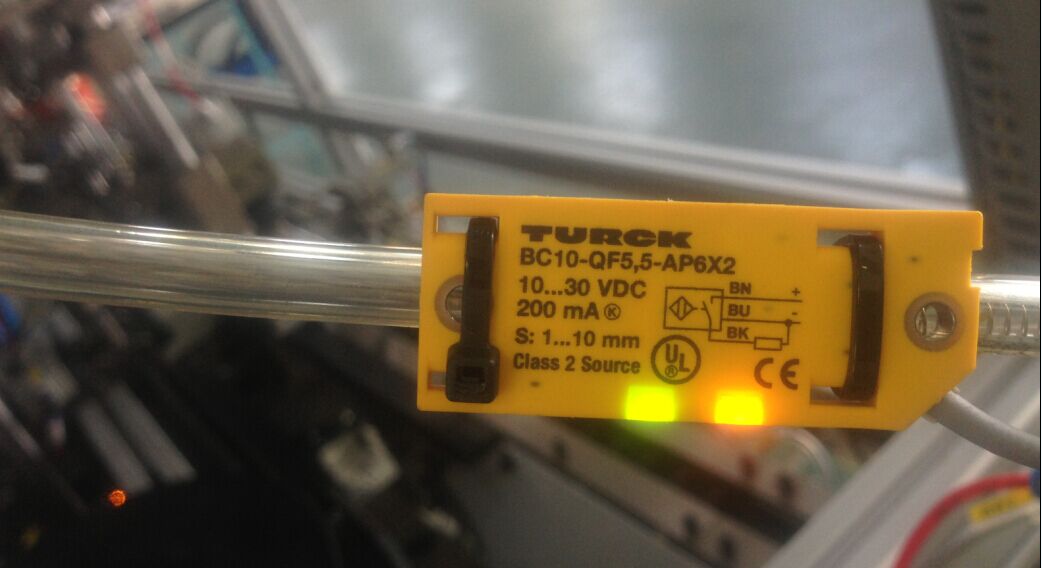 TURCK
BC10-QF5,5-AP6X2
10...30 VDC
200 mA Ⓚ
S: 1...10 mm
Class 2 Source
BN +
BU -
BK
UL
®
CE